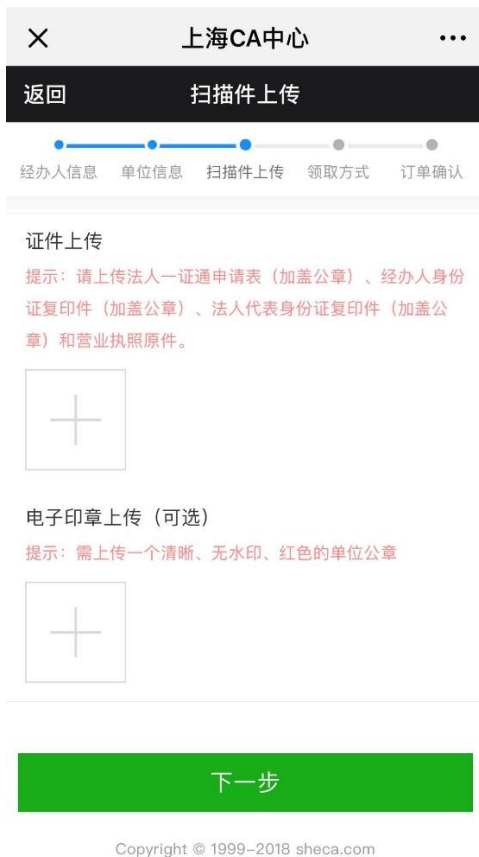 上海CA中心
返回
扫描件上传
经办人信息 单位信息 扫描件上传 领取方式 订单确认
证件上传
提示：请上传法人一证通申请表（加盖公章）、经办人身份
证复印件（加盖公章）、法人代表身份证复印件（加盖公
章）和营业执照原件。
电子印章上传（可选）
提示：需上传一个清晰、无水印、红色的单位公章
下一步
Copyright © 1999-2018 sheca.com